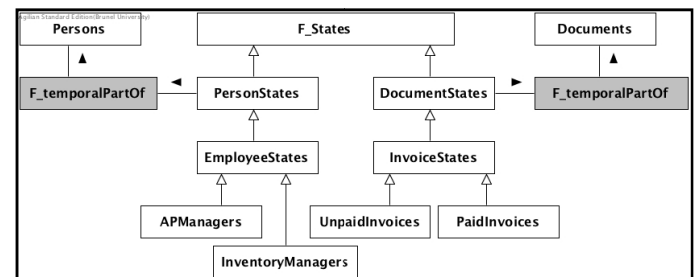 Agilian Standard Edition(Brunel University)
Persons
F_States
Documents
F_temporalPartOf
PersonStates
DocumentStates
F_temporalPartOf
EmployeeStates
InvoiceStates
APManagers
UnpaidInvoices
PaidInvoices
InventoryManagers